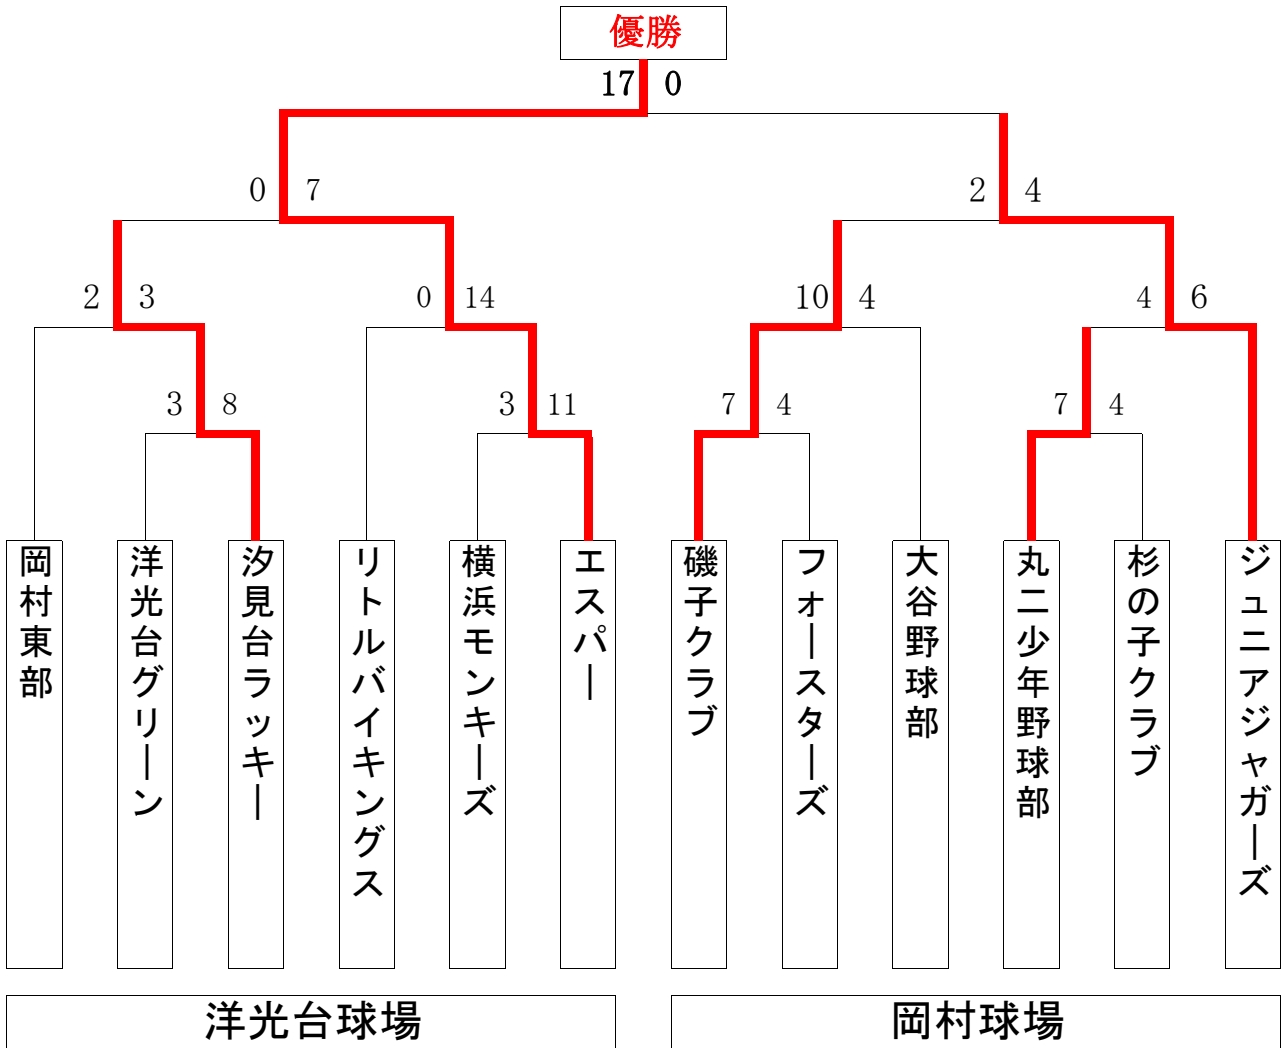 優勝
17 0
0 7
2 4
2 3
0 14
10 4
4 6
3 8
3 11
7 4
7 4
岡村東部
洋光台グリーン
汐見台ラッキー
リトルバイキングス
横浜モンキーズ
エスパー
磯子クラブ
フォースターズ
大谷野球部
丸二少年野球部
杉の子クラブ
ジュニアジャガーズ
洋光台球場
岡村球場